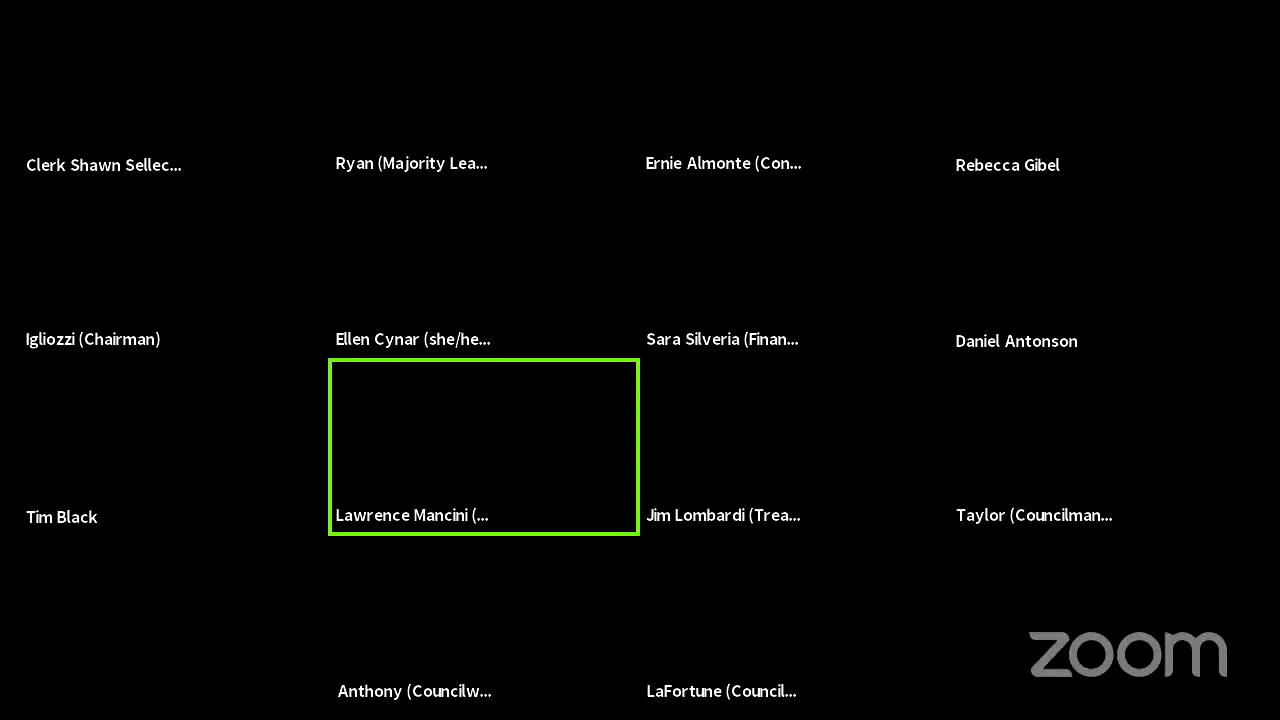 Clerk Shawn Sellec...
Ryan (Majority Lea...
Ernie Almonte (Con...
Rebecca Gibel
Igliozzi (Chairman)
Ellen Cynar (she/he...
Sara Silveria (Finan...
Daniel Antonson
Tim Black
Lawrence Mancini (...
Jim Lombardi (Trea...
Taylor (Councilman...
Anthony (Councilw...
LaFortune (Council...
zoom